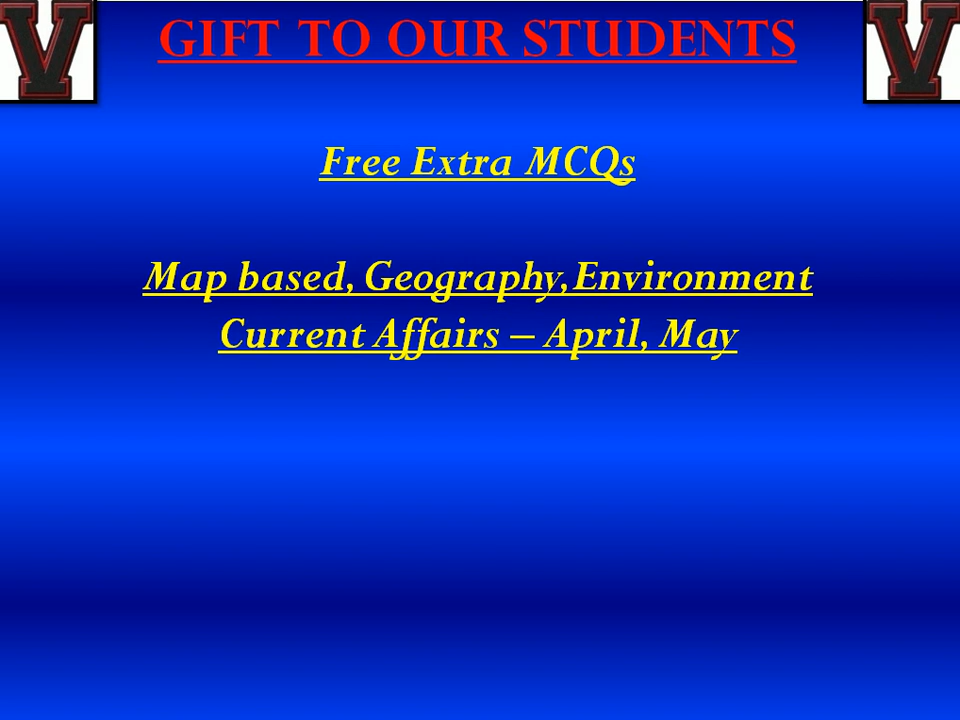 V V
GIFT TO OUR STUDENTS
Free Extra MCQs
Map based, Geography, Environment
Current Affairs – April, May